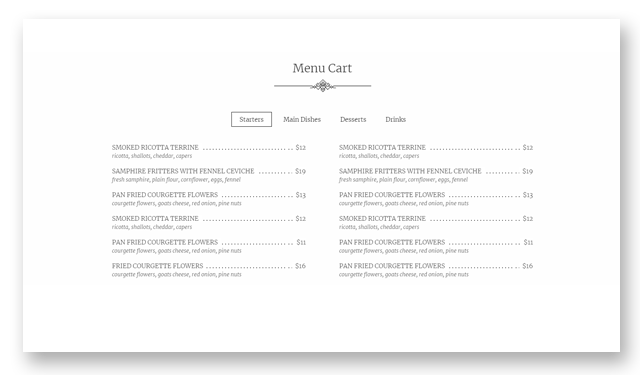 Menu Cart
Starters Main Dishes Desserts Drinks
SMOKED RICOTTA TERRINE $12
ricotta, shallots, cheddar, capers
SAMPHIRE FRITTERS WITH FENNEL CEVICHE $19
fresh samphire, plain flour, cornflower, eggs, fennel
PAN FRIED COURGETTE FLOWERS $13
courgette flowers, goats cheese, red onion, pine nuts
SMOKED RICOTTA TERRINE $12
ricotta, shallots, cheddar, capers
PAN FRIED COURGETTE FLOWERS $11
courgette flowers, goats cheese, red onion, pine nuts
FRIED COURGETTE FLOWERS $16
courgette flowers, goats cheese, red onion, pine nuts
SMOKED RICOTTA TERRINE $12
ricotta, shallots, cheddar, capers
SAMPHIRE FRITTERS WITH FENNEL CEVICHE $19
fresh samphire, plain flour, cornflower, eggs, fennel
PAN FRIED COURGETTE FLOWERS $13
courgette flowers, goats cheese, red onion, pine nuts
SMOKED RICOTTA TERRINE $12
ricotta, shallots, cheddar, capers
PAN FRIED COURGETTE FLOWERS $11
courgette flowers, goats cheese, red onion, pine nuts
PAN FRIED COURGETTE FLOWERS $16
courgette flowers, goats cheese, red onion, pine nuts